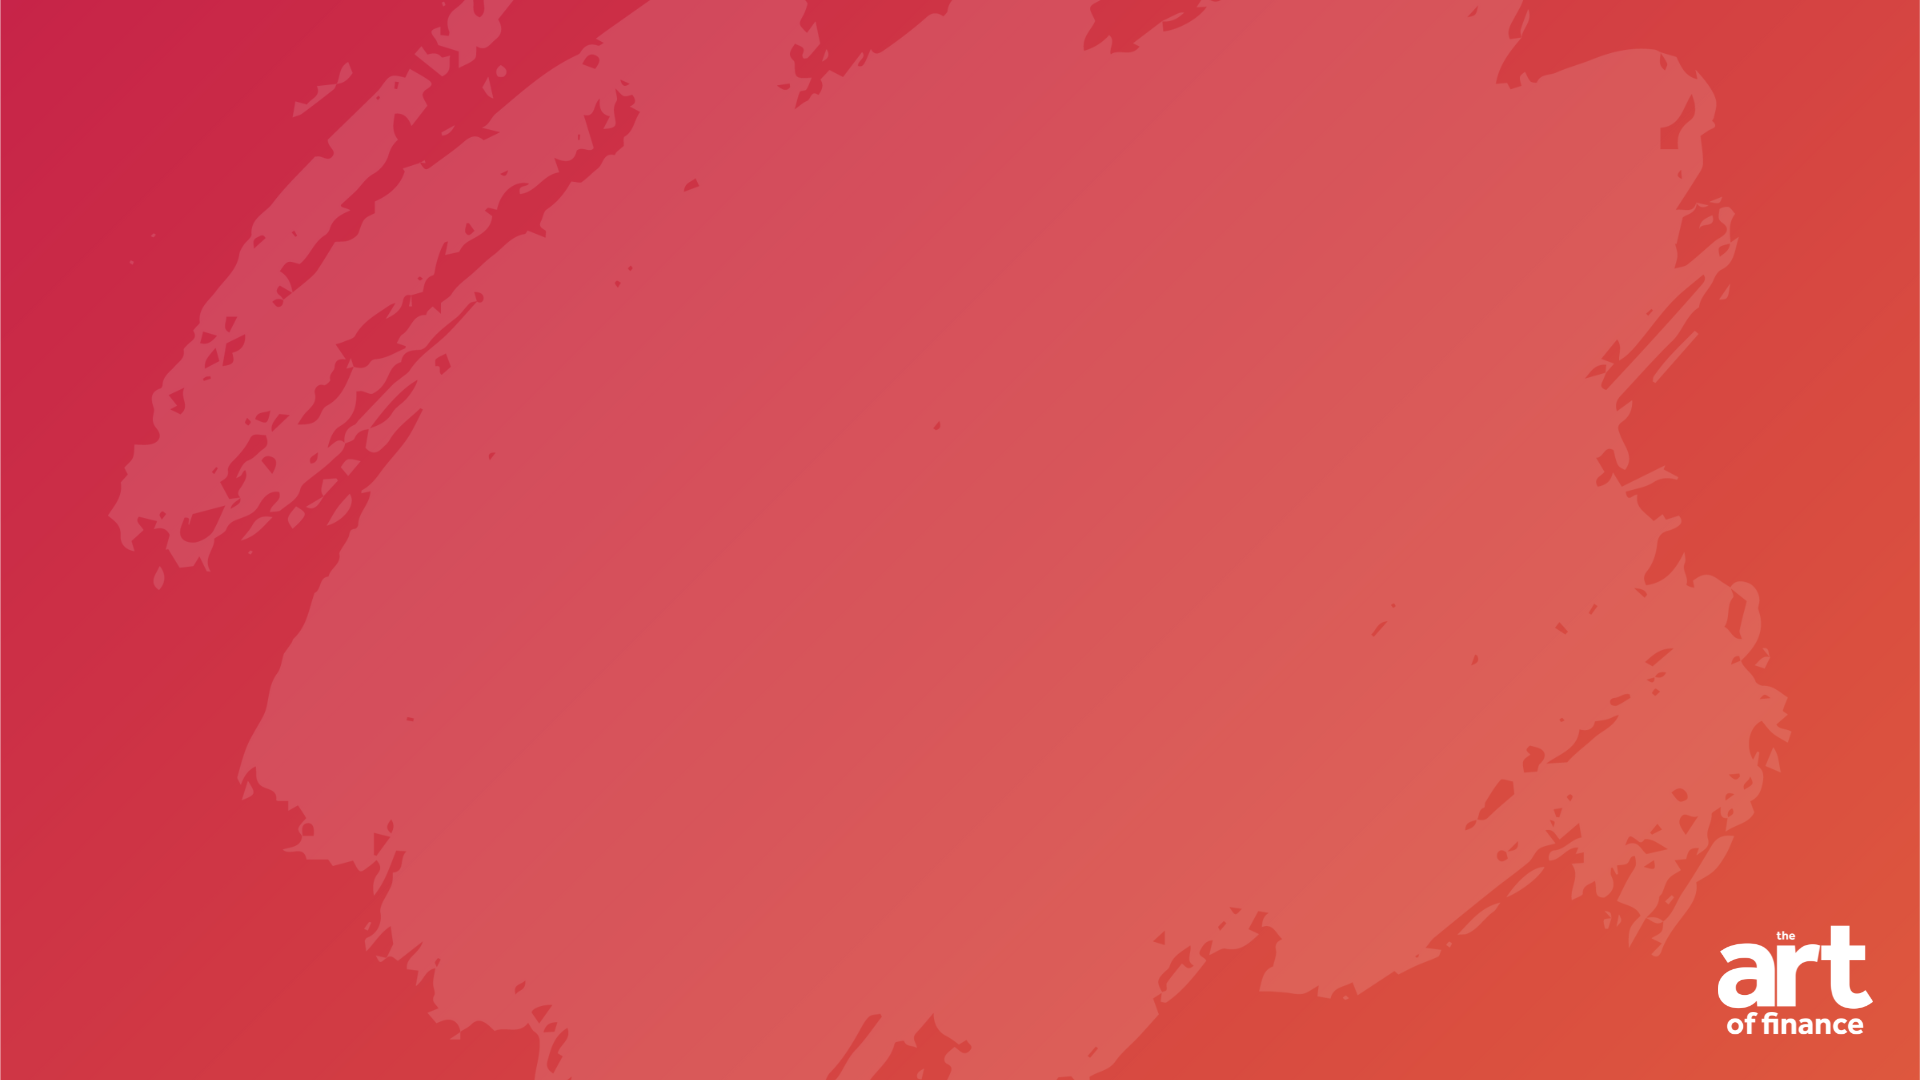 the
art
of finance